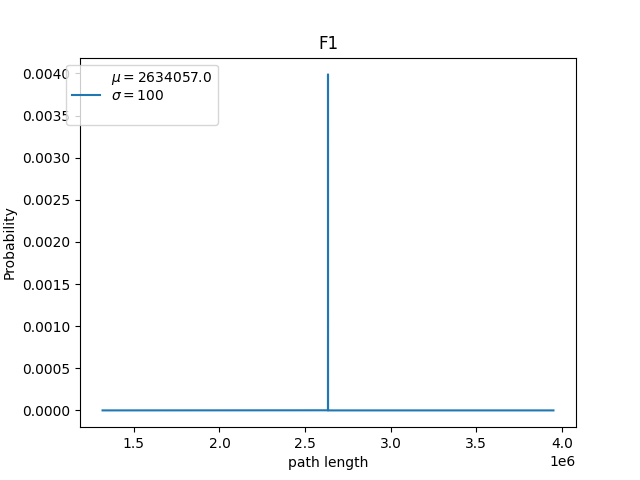 F1
μ = 2634057.0
σ = 100
0.0040
0.0035
0.0030
0.0025
0.0020
0.0015
0.0010
0.0005
0.0000
Probability
1.5 2.0 2.5 3.0 3.5 4.0
1e6
path length